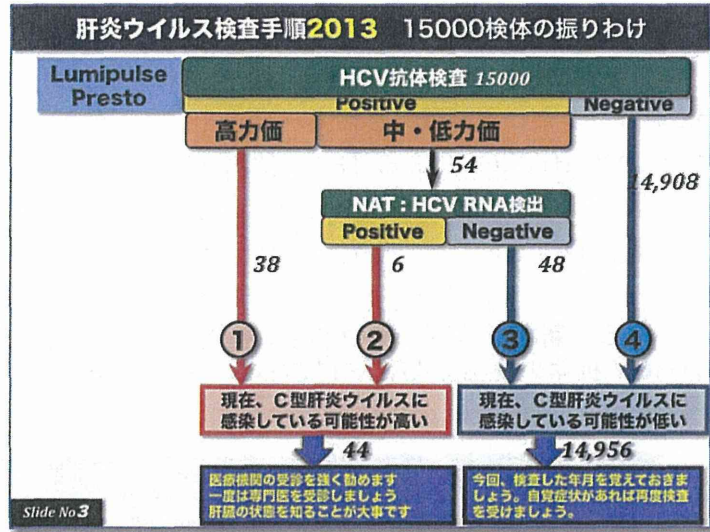 肝炎ウイルス検査手順2013 15000検体の振りわけ
Lumipulse
Presto
HCV抗体検査 15000
Positive
Negative
高力価
中・低力価
54
14,908
NAT：HCV RNA検出
Positive
Negative
38
6
48
①
②
③
④
現在、C型肝炎ウイルスに
感染している可能性が高い
現在、C型肝炎ウイルスに
感染している可能性が低い
44
14,956
医療機関の受診を強く勧めます
一度は専門医を受診しましょう
肝臓の状態を知ることが大事です
今回、検査した年月を覚えておきま
しょう。自覚症状があれば再度検査
を受けましょう。
Slide No3